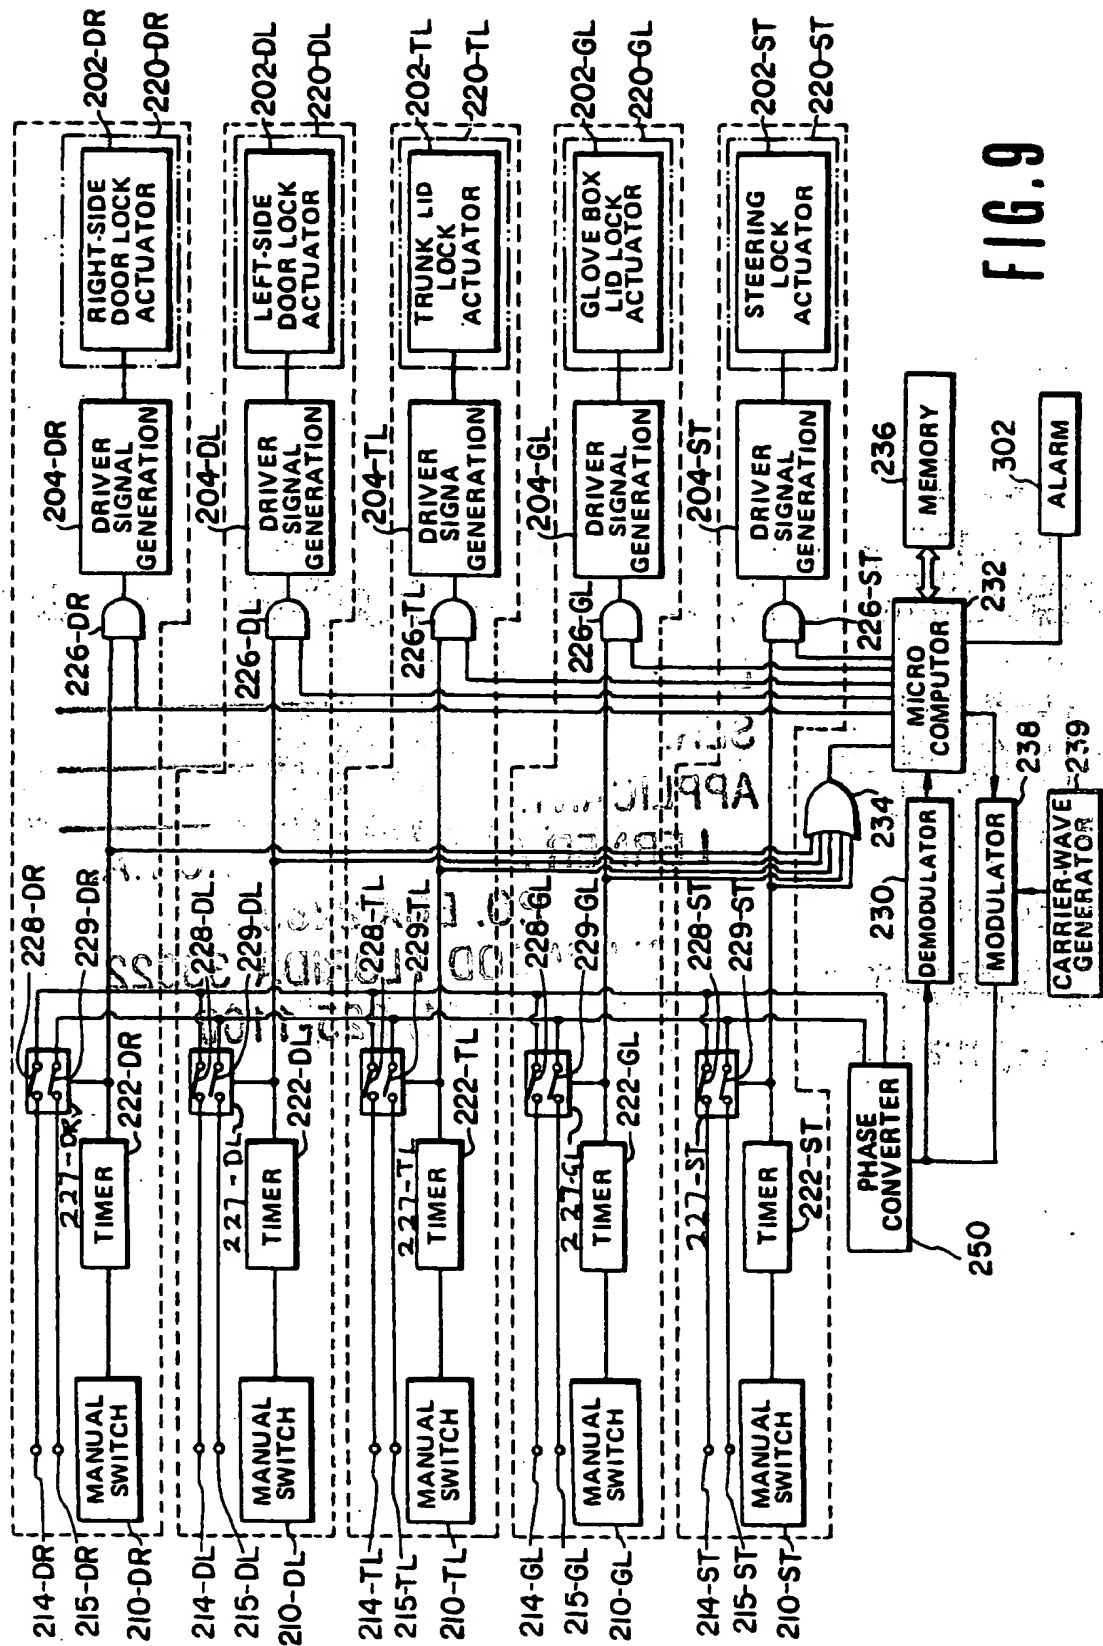 214-DR
215-DR
210-DR
MANUAL
SWITCH
227-DR
TIMER
222-DR
228-DR
229-DR
226-DR
204-DR
DRIVER
SIGNAL
GENERATION
RIGHT-SIDE
DOOR LOCK
ACTUATOR
202-DR
220-DR
214-DL
215-DL
210-DL
MANUAL
SWITCH
227-DL
TIMER
222-DL
228-DL
229-DL
226-DL
204-DL
DRIVER
SIGNAL
GENERATION
LEFT-SIDE
DOOR LOCK
ACTUATOR
202-DL
220-DL
214-TL
215-TL
210-TL
MANUAL
SWITCH
227-TL
TIMER
222-TL
228-TL
229-TL
226-TL
204-TL
DRIVER
SIGNA
GENERATION
TRUNK LID
LOCK
ACTUATOR
202-TL
220-TL
214-GL
215-GL
210-GL
MANUAL
SWITCH
227-GL
TIMER
222-GL
228-GL
229-GL
226-GL
204-GL
DRIVER
SIGNAL
GENERATION
GLOVE BOX
LID LOCK
ACTUATOR
202-GL
220-GL
214-ST
215-ST
210-ST
MANUAL
SWITCH
227-ST
TIMER
222-ST
228-ST
229-ST
226-ST
204-ST
DRIVER
SIGNAL
GENERATION
STEERING
LOCK
ACTUATOR
202-ST
220-ST
PHASE
CONVERTER
250
DEMODULATOR
230
MODULATOR
238
CARRIER-WAVE
GENERATOR
239
234
MICRO
COMPUTOR
232
MEMORY
236
ALARM
302
FIG.9